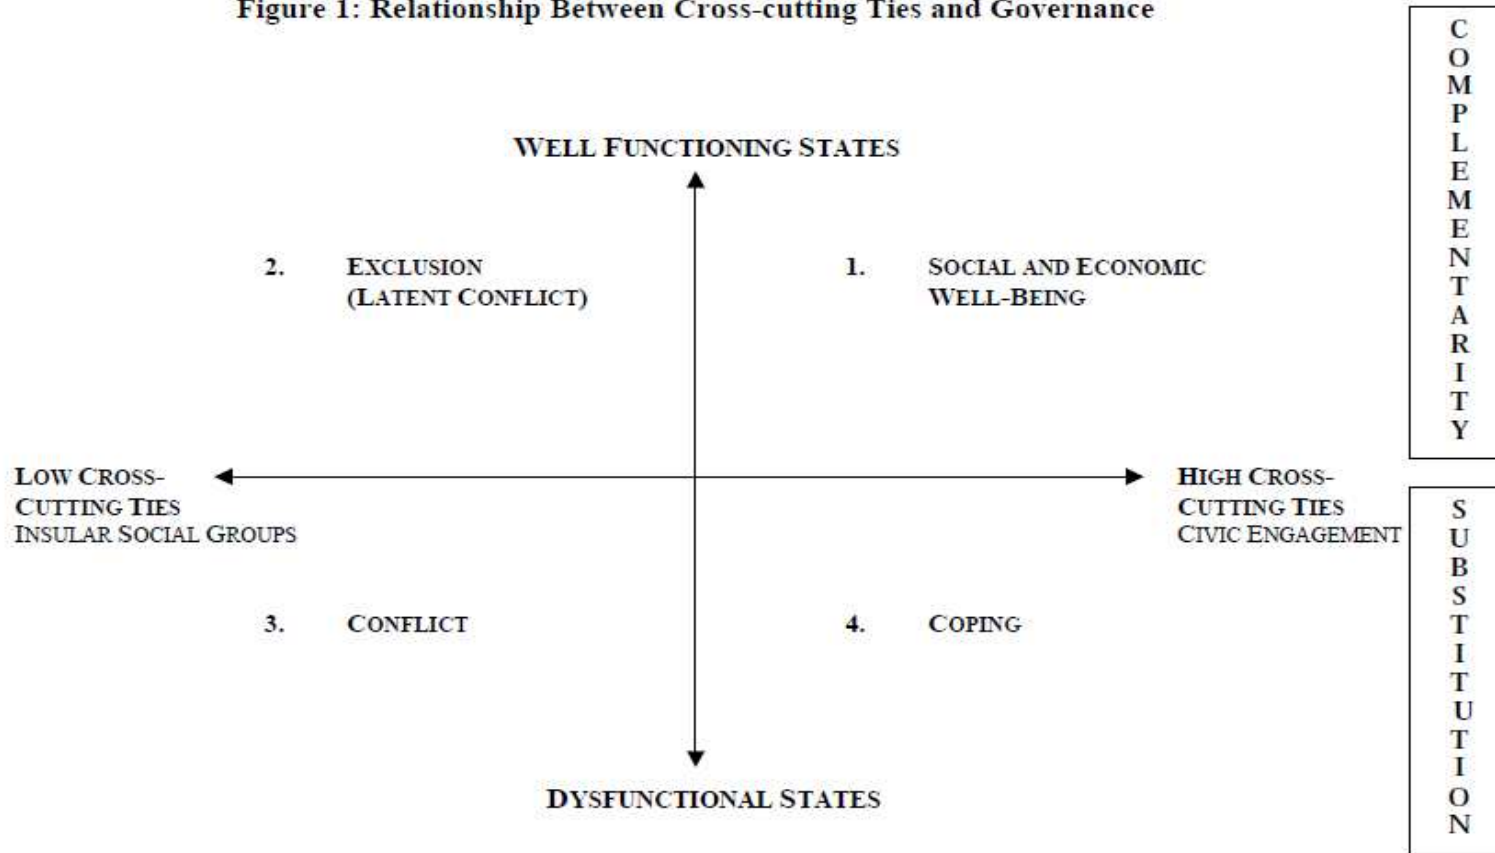 Figure 1: Relationship Between Cross-cutting Ties and Governance
WELL FUNCTIONING STATES
2. EXCLUSION
(LATENT CONFLICT)
1. SOCIAL AND ECONOMIC
WELL-BEING
LOW CROSS-
CUTTING TIES
INSULAR SOCIAL GROUPS
HIGH CROSS-
CUTTING TIES
CIVIC ENGAGEMENT
3. CONFLICT
4. COPING
DYSFUNCTIONAL STATES
C
O
M
P
L
E
M
E
N
T
A
R
I
T
Y
S
U
B
S
T
I
T
U
T
I
O
N